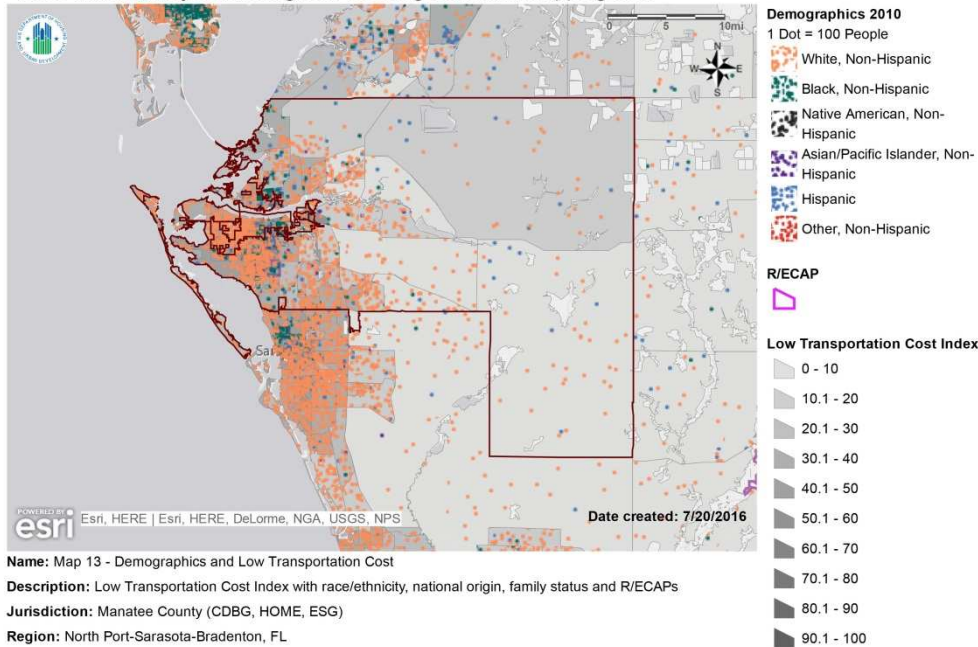 0 5 10mi
N
W E
S
Sar
POWERED BY
esri
Esri, HERE | Esri, HERE, DeLorme, NGA, USGS, NPS
Date created: 7/20/2016
Demographics 2010
1 Dot = 100 People
White, Non-Hispanic
Black, Non-Hispanic
Native American, Non-
Hispanic
Asian/Pacific Islander, Non-
Hispanic
Hispanic
Other, Non-Hispanic
R/ECAP
Low Transportation Cost Index
0 - 10
10.1 - 20
20.1 - 30
30.1 - 40
40.1 - 50
50.1 - 60
60.1 - 70
70.1 - 80
80.1 - 90
90.1 - 100
Name: Map 13 - Demographics and Low Transportation Cost
Description: Low Transportation Cost Index with race/ethnicity, national origin, family status and R/ECAPs
Jurisdiction: Manatee County (CDBG, HOME, ESG)
Region: North Port-Sarasota-Bradenton, FL